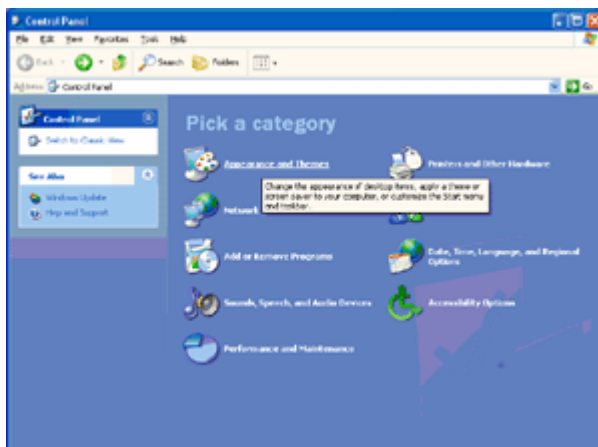 Control Panel
File Edit View Favorites Tools Help
Back Search Folders
Address Control Panel Go
Control Panel
Switch to Classic View
See Also
Windows Update
Help and Support
Pick a category
Appearance and Themes
Printers and Other Hardware
Change the appearance of desktop items, apply a theme or
screen saver to your computer, or customize the Start menu
and taskbar.
Network
Add or Remove Programs
Date, Time, Language, and Regional
Options
Sounds, Speech, and Audio Devices
Accessibility Options
Performance and Maintenance